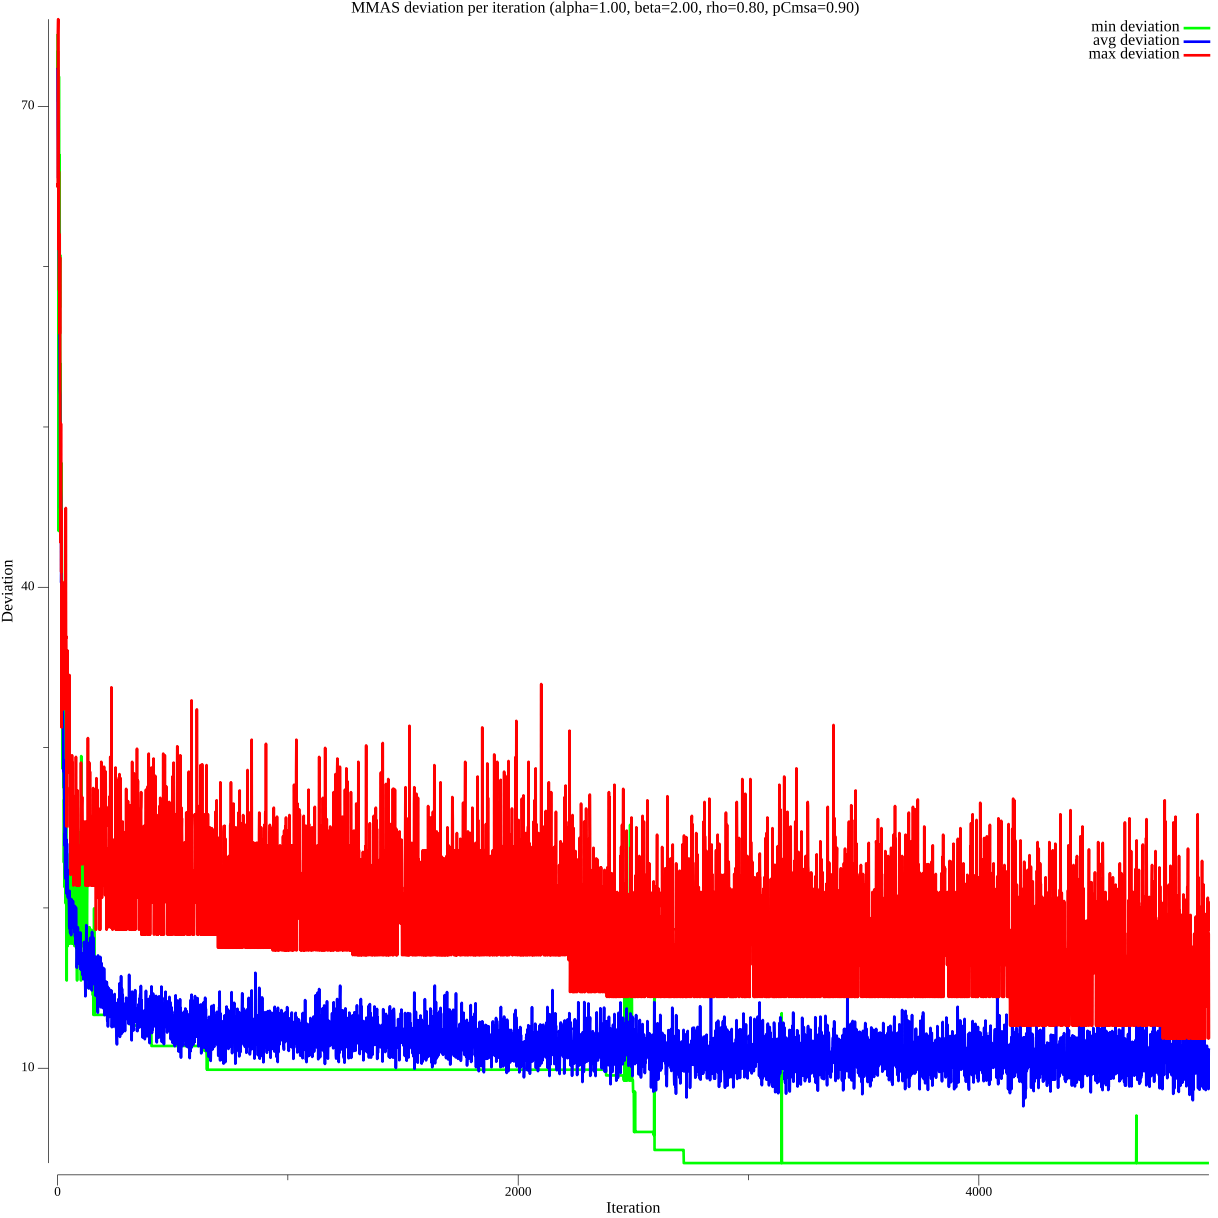 MMAS deviation per iteration (alpha=1.00, beta=2.00, rho=0.80, pCmsa=0.90)
min deviation
avg deviation
max deviation
70
40
10
Deviation
0
2000
4000
Iteration